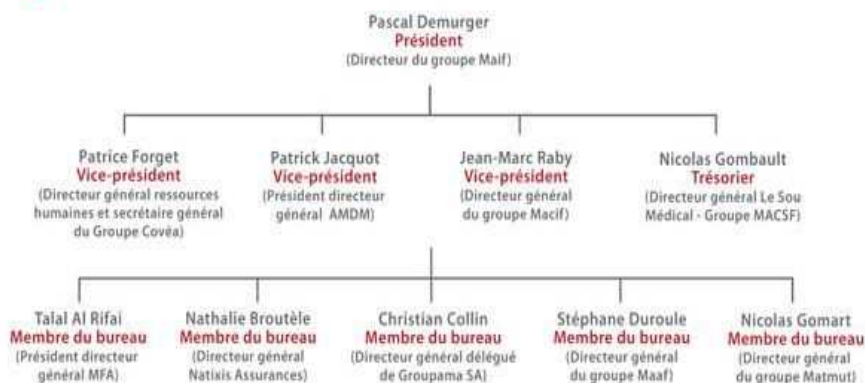 Pascal Demurger
Président
(Directeur du groupe Maif)
Patrice Forget
Vice-président
(Directeur général ressources
humaines et secrétaire général
du Groupe Covéa)
Patrick Jacquot
Vice-président
(Président directeur
général AMDM)
Jean-Marc Raby
Vice-président
(Directeur général
du groupe Macif)
Nicolas Gombault
Trésorier
(Directeur général Le Sou
Médical - Groupe MACSF)
Talal Al Rifai
Membre du bureau
(Président directeur
général MFA)
Nathalie Broutèle
Membre du bureau
(Directeur général
Natixis Assurances)
Christian Collin
Membre du bureau
(Directeur général délégué
de Groupama SA)
Stéphane Duroule
Membre du bureau
(Directeur général
du groupe Maaf)
Nicolas Gomart
Membre du bureau
(Directeur général
du groupe Matmut)